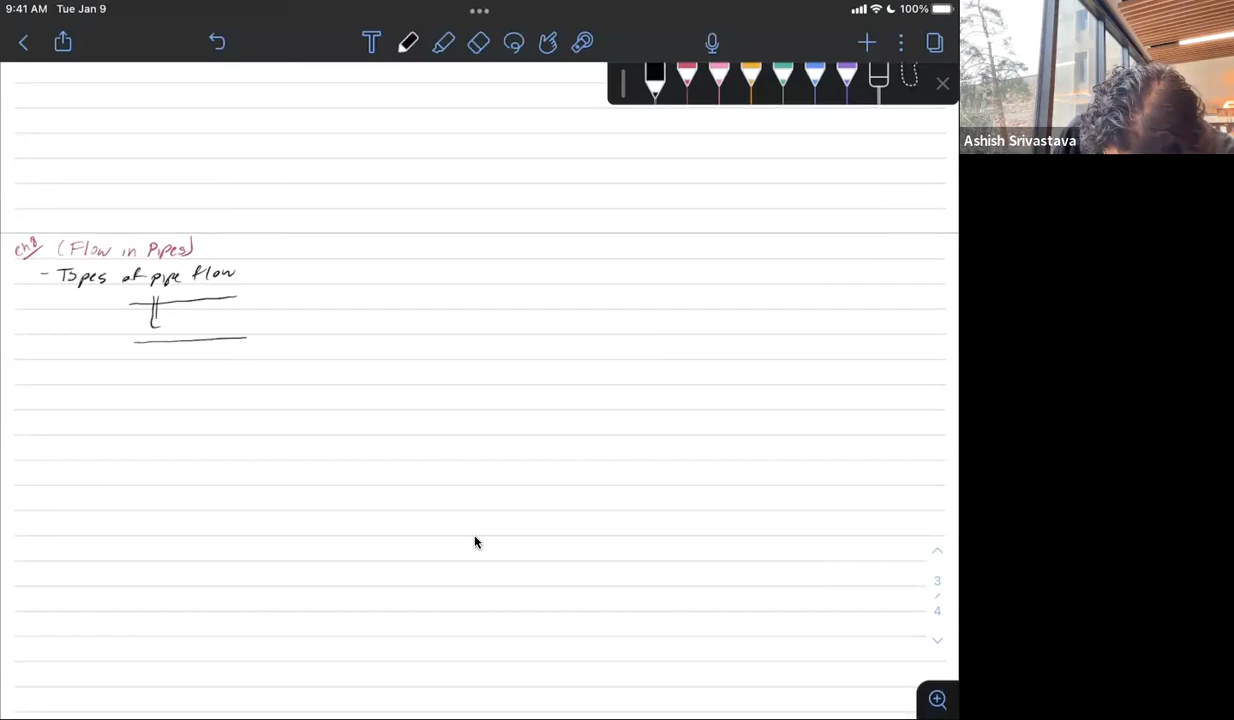 9:41 AM Tue Jan 9
100%
Ashish Srivastava
ch8 (Flow in Pipes)
- Types of pipe flow
3
/
4